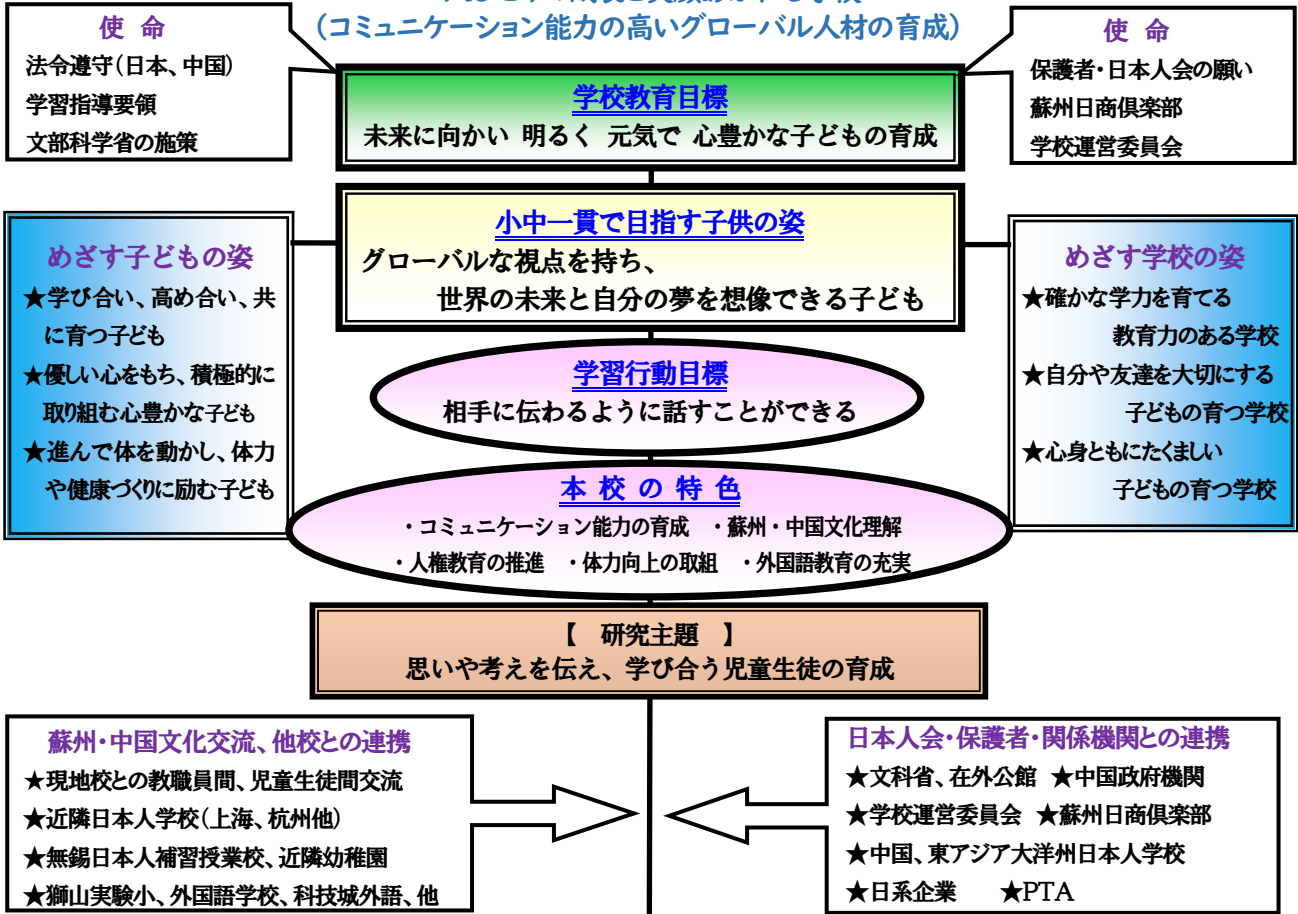 (コミュニケーション能力の高いグローバル人材の育成)
使 命
法令遵守(日本、中国)
学習指導要領
文部科学省の施策
使 命
保護者・日本人会の願い
蘇州日商倶楽部
学校運営委員会
学校教育目標
未来に向かい 明るく 元気で 心豊かな子どもの育成
小中一貫で目指す子供の姿
グローバルな視点を持ち、
世界の未来と自分の夢を想像できる子ども
めざす子どもの姿
★学び合い、高め合い、共
に育つ子ども
★優しい心をもち、積極的に
取り組む心豊かな子ども
★進んで体を動かし、体力
や健康づくりに励む子ども
めざす学校の姿
★確かな学力を育てる
教育力のある学校
★自分や友達を大切にする
子どもの育つ学校
★心身ともにたくましい
子どもの育つ学校
学習行動目標
相手に伝わるように話すことができる
本 校 の 特 色
・コミュニケーション能力の育成 ・蘇州・中国文化理解
・人権教育の推進 ・体力向上の取組 ・外国語教育の充実
【 研究主題 】
思いや考えを伝え、学び合う児童生徒の育成
蘇州・中国文化交流、他校との連携
★現地校との教職員間、児童生徒間交流
★近隣日本人学校(上海、杭州他)
★無錫日本人補習授業校、近隣幼稚園
★獅山実験小、外国語学校、科技城外語、他
日本人会・保護者・関係機関との連携
★文科省、在外公館 ★中国政府機関
★学校運営委員会 ★蘇州日商倶楽部
★中国、東アジア大洋州日本人学校
★日系企業 ★PTA